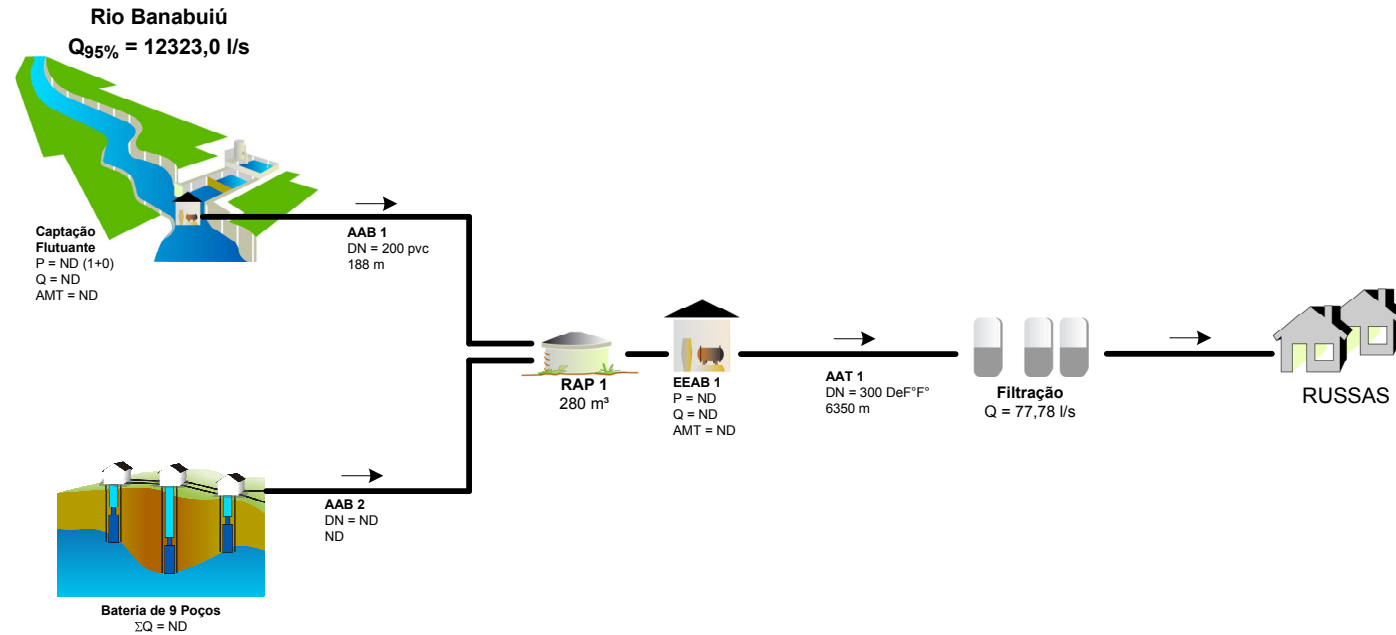 Rio Banabuiú
Q95% = 12323,0 l/s
Captação
Flutuante
P = ND (1+0)
Q = ND
AMT = ND
AAB 1
DN = 200 pvc
188 m
RAP 1
280 m³
EEAB 1
P = ND
Q = ND
AMT = ND
AAT 1
DN = 300 DeF°F°
6350 m
Filtração
Q = 77,78 l/s
RUSSAS
AAB 2
DN = ND
ND
Bateria de 9 Poços
ΣQ = ND